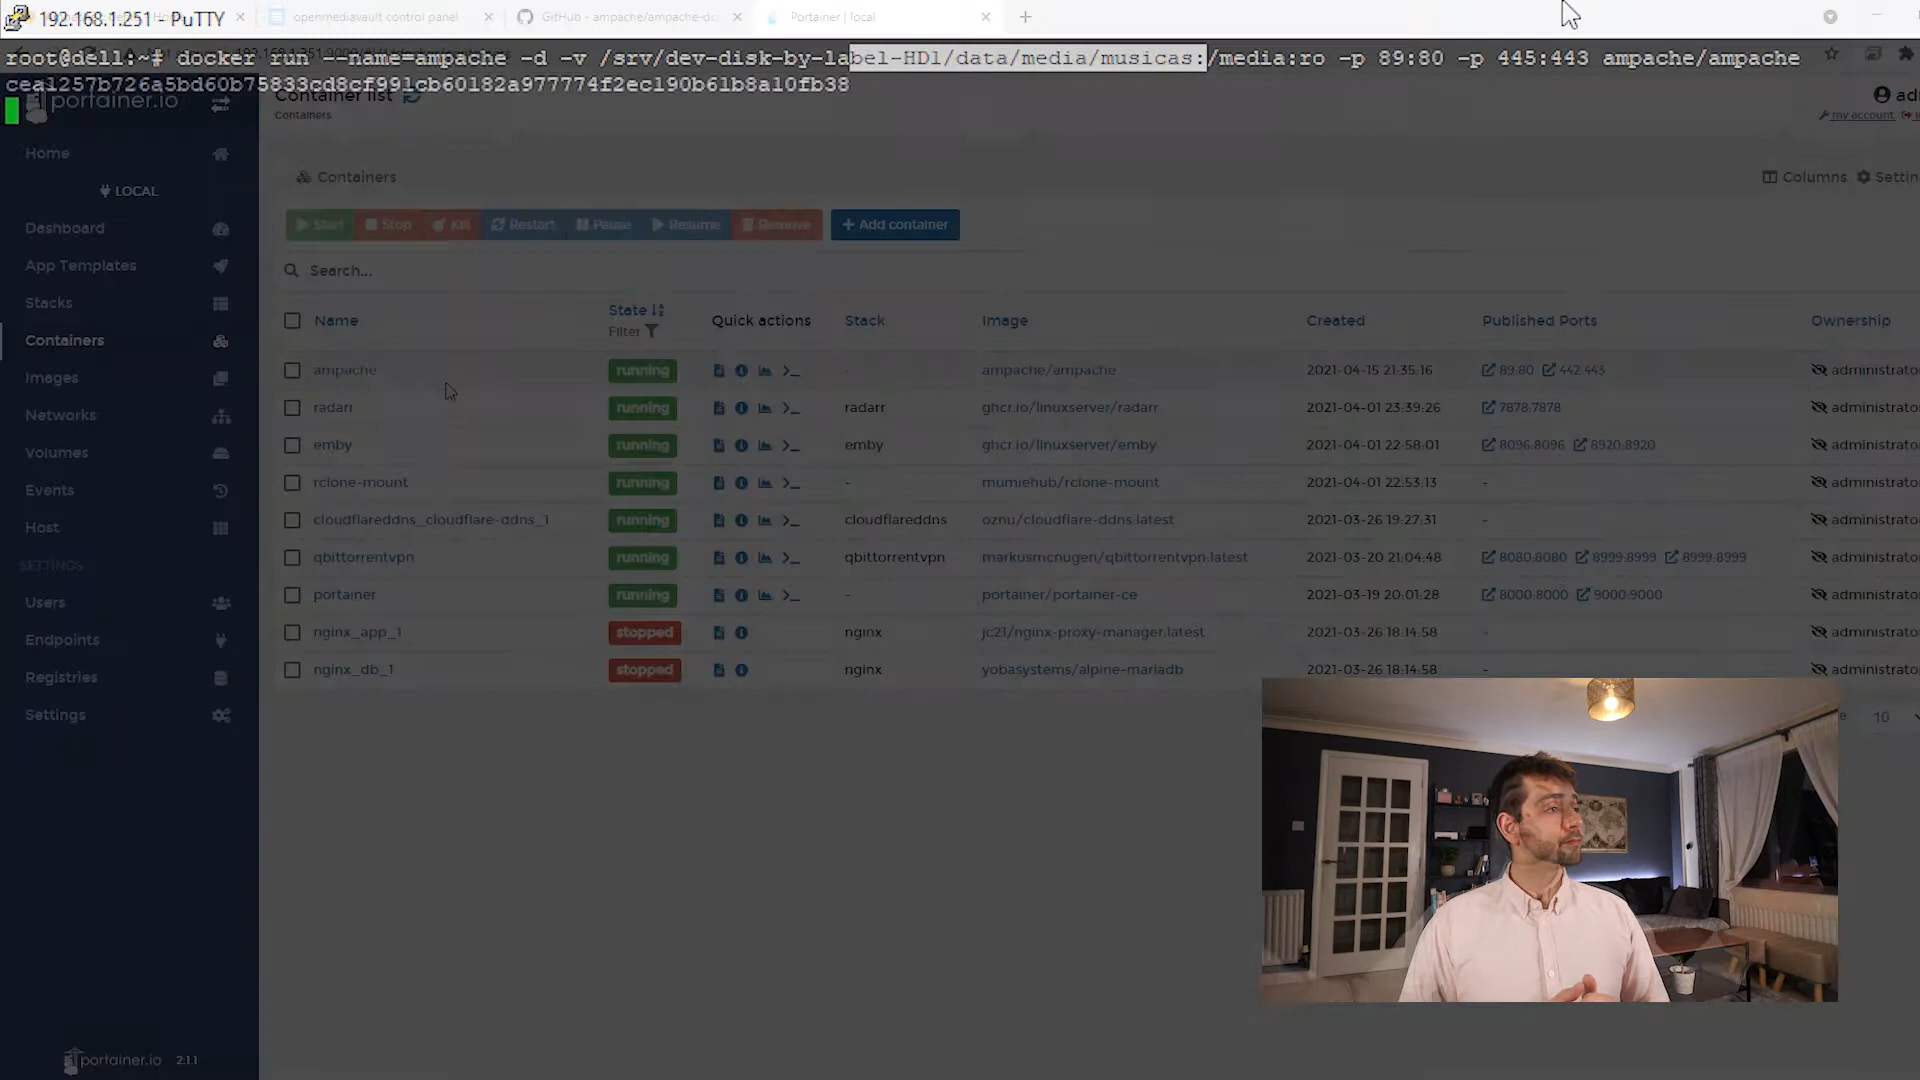 192.168.1.251 - PuTTY
openmediavault control panel
GitHub - ampache/ampache-do
Portainer | local
root@dell:~# docker run --name=ampache -d -v /srv/dev-disk-by-label-HD1/data/media/musicas:/media:ro -p 89:80 -p 445:443 ampache/ampache
cea1257b726a5bd60b75833cd8cf991cb60182a977774f2ec190b61b8a10fb38
portainer.io
Container list
Containers
my account
Home
LOCAL
Dashboard
App Templates
Stacks
Containers
Images
Networks
Volumes
Events
Host
SETTINGS
Users
Endpoints
Registries
Settings
Containers
Columns
Start Stop Kill Restart Pause Resume Remove Add container
Search...
Name State Filter Quick actions Stack Image Created Published Ports Ownership
ampache running - ampache/ampache 2021-04-15 21:35:16 89:80 442:443
radarr running radarr ghcr.io/linuxserver/radarr 2021-04-01 23:39:26 7878:7878
emby running emby ghcr.io/linuxserver/emby 2021-04-01 22:58:01 8096:8096 8920:8920
rclone-mount running - mumiehub/rclone-mount 2021-04-01 22:53:13 -
cloudflareddns_cloudflare-ddns_1 running cloudflareddns oznu/cloudflare-ddns:latest 2021-03-26 19:27:31 -
qbittorrentvpn running qbittorrentvpn markusmcnugen/qbittorrentvpn:latest 2021-03-20 21:04:48 8080:8080 8999:8999 8999:8999
portainer running - portainer/portainer-ce 2021-03-19 20:01:28 8000:8000 9000:9000
nginx_app_1 stopped nginx jc21/nginx-proxy-manager:latest 2021-03-26 18:14:58 -
nginx_db_1 stopped nginx yobasystems/alpine-mariadb 2021-03-26 18:14:58 -
10
portainer.io 2.1.1